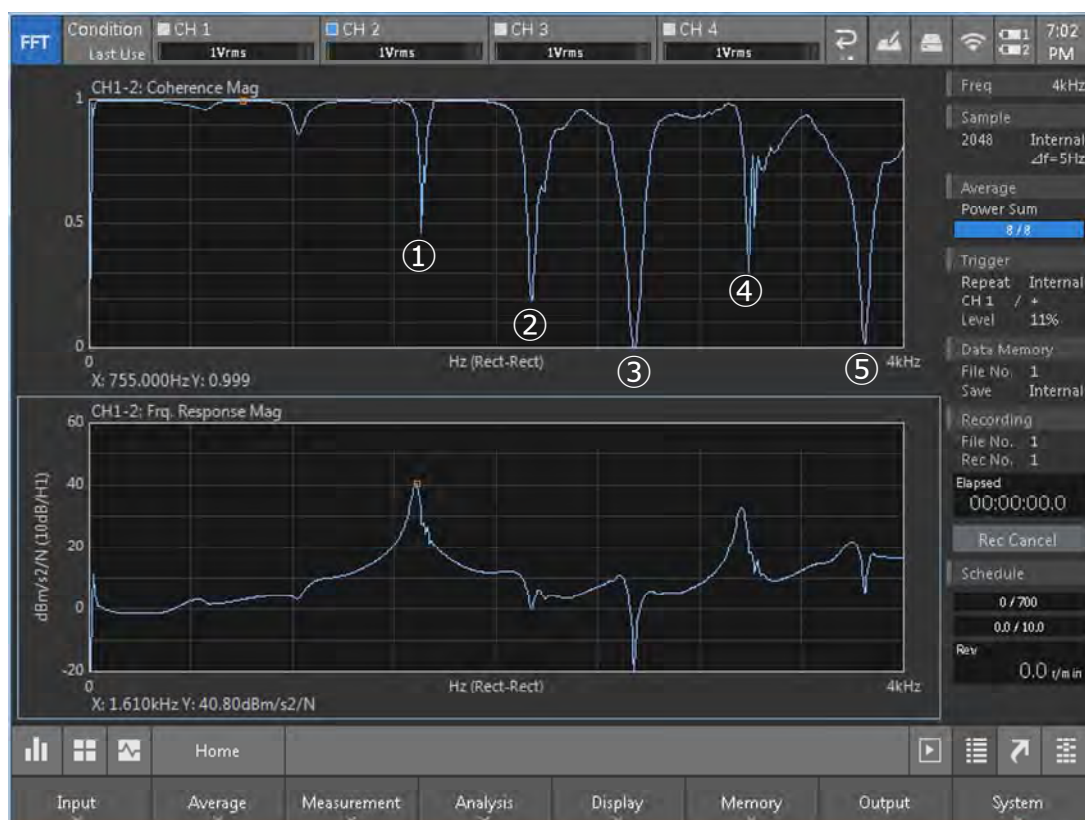 FFT
Condition
Last Use
CH 1
1Vrms
CH 2
1Vrms
CH 3
1Vrms
CH 4
1Vrms
1
2
7:02
PM
CH1-2: Coherence Mag
1
0.5
0
0
Hz (Rect-Rect)
4kHz
X: 755.000Hz Y: 0.999
①
②
③
④
⑤
CH1-2: Frq. Response Mag
60
40
20
0
-20
dBm/s2/N (10dB/H1)
0
Hz (Rect-Rect)
4kHz
X: 1.610kHz Y: 40.80dBm/s2/N
Freq 4kHz
Sample
2048 Internal
⊿f=5Hz
Average
Power Sum
8 / 8
Trigger
Repeat Internal
CH 1 / +
Level 11%
Data Memory
File No. 1
Save Internal
Recording
File No. 1
Rec No. 1
Elapsed
00:00:00.0
Rec Cancel
Schedule
0 / 700
0.0 / 10.0
Rev
0.0 r/min
Home
Input Average Measurement Analysis Display Memory Output System